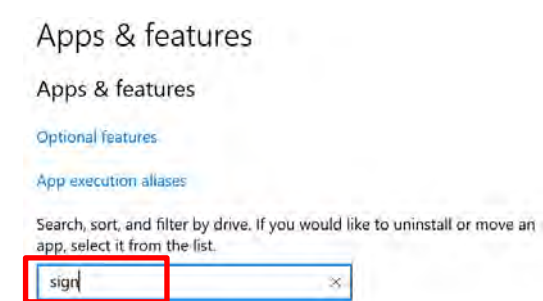 Apps & features
Apps & features
Optional features
App execution aliases
Search, sort, and filter by drive. If you would like to uninstall or move an
app, select it from the list.
sign